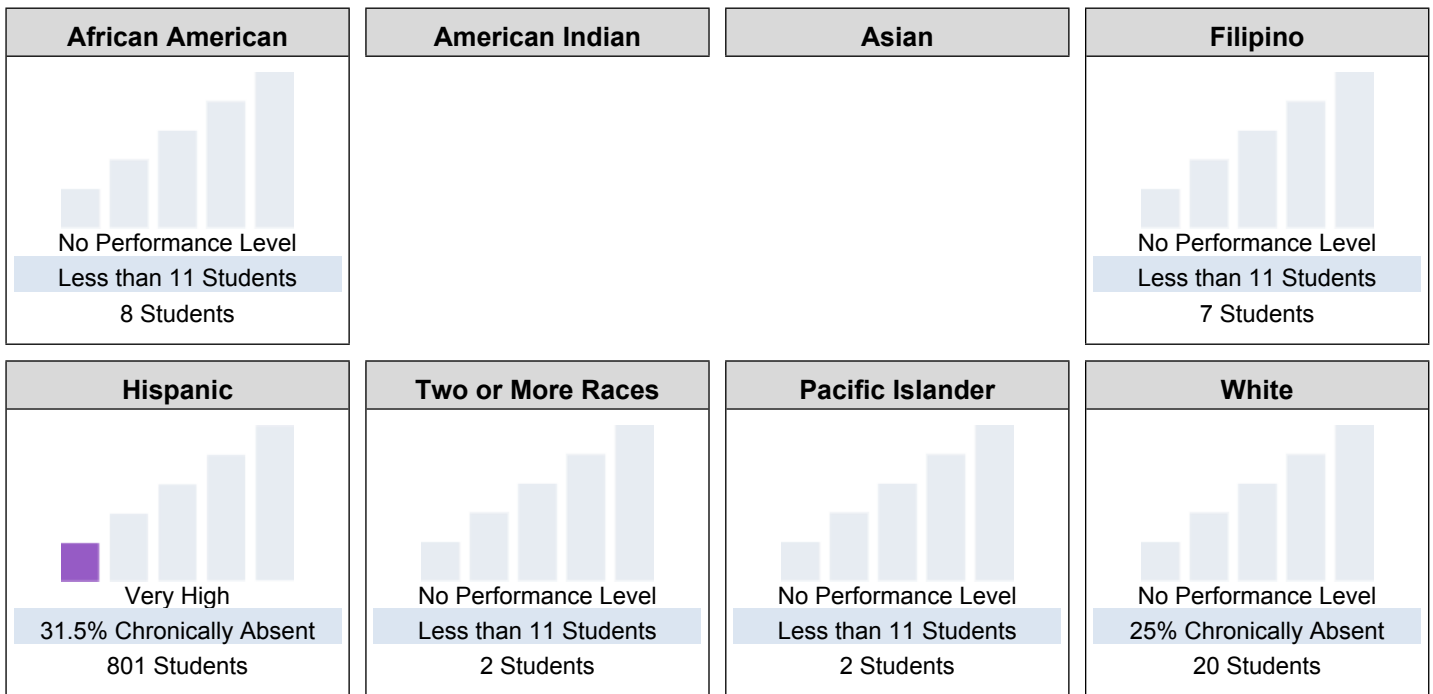 African American
American Indian
Asian
Filipino
No Performance Level
Less than 11 Students
8 Students
No Performance Level
Less than 11 Students
7 Students
Hispanic
Two or More Races
Pacific Islander
White
Very High
31.5% Chronically Absent
801 Students
No Performance Level
Less than 11 Students
2 Students
No Performance Level
Less than 11 Students
2 Students
No Performance Level
25% Chronically Absent
20 Students